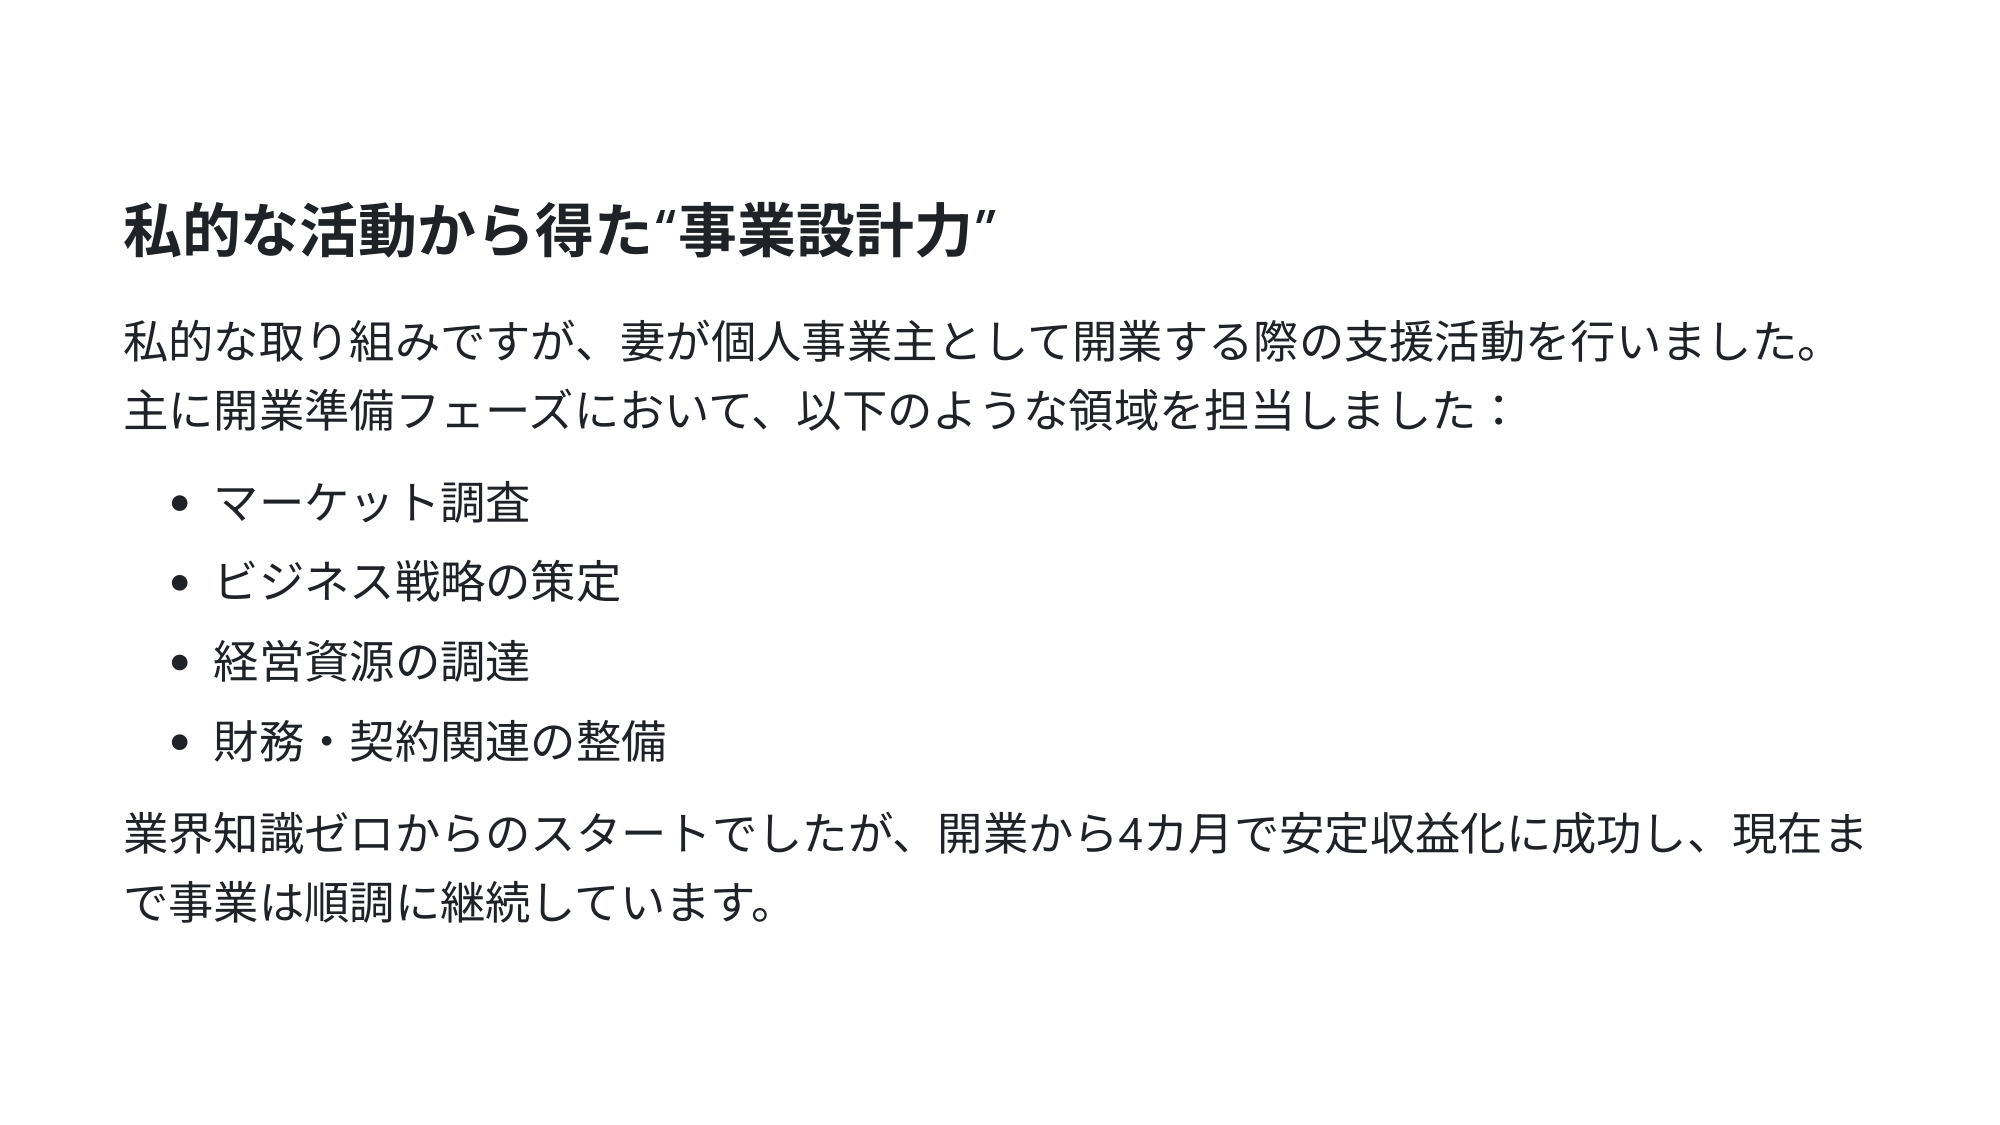 私的な活動から得た“事業設計力”
私的な取り組みですが、妻が個人事業主として開業する際の支援活動を行いました。
主に開業準備フェーズにおいて、以下のような領域を担当しました：
• マーケット調査
• ビジネス戦略の策定
• 経営資源の調達
• 財務・契約関連の整備
業界知識ゼロからのスタートでしたが、開業から4カ月で安定収益化に成功し、現在ま
で事業は順調に継続しています。